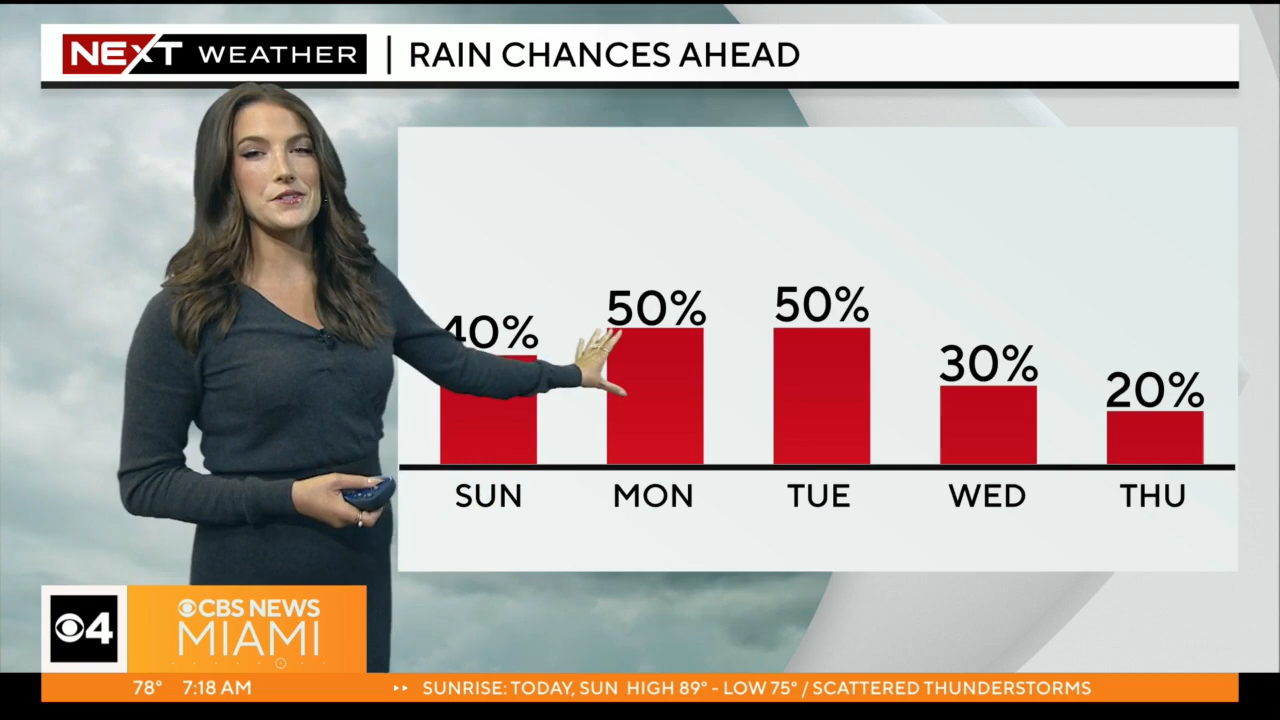 NEXT WEATHER | RAIN CHANCES AHEAD
40% 50% 50% 30% 20%
SUN MON TUE WED THU
4
CBS NEWS
MIAMI
78° 7:18 AM SUNRISE: TODAY, SUN HIGH 89° - LOW 75° / SCATTERED THUNDERSTORMS